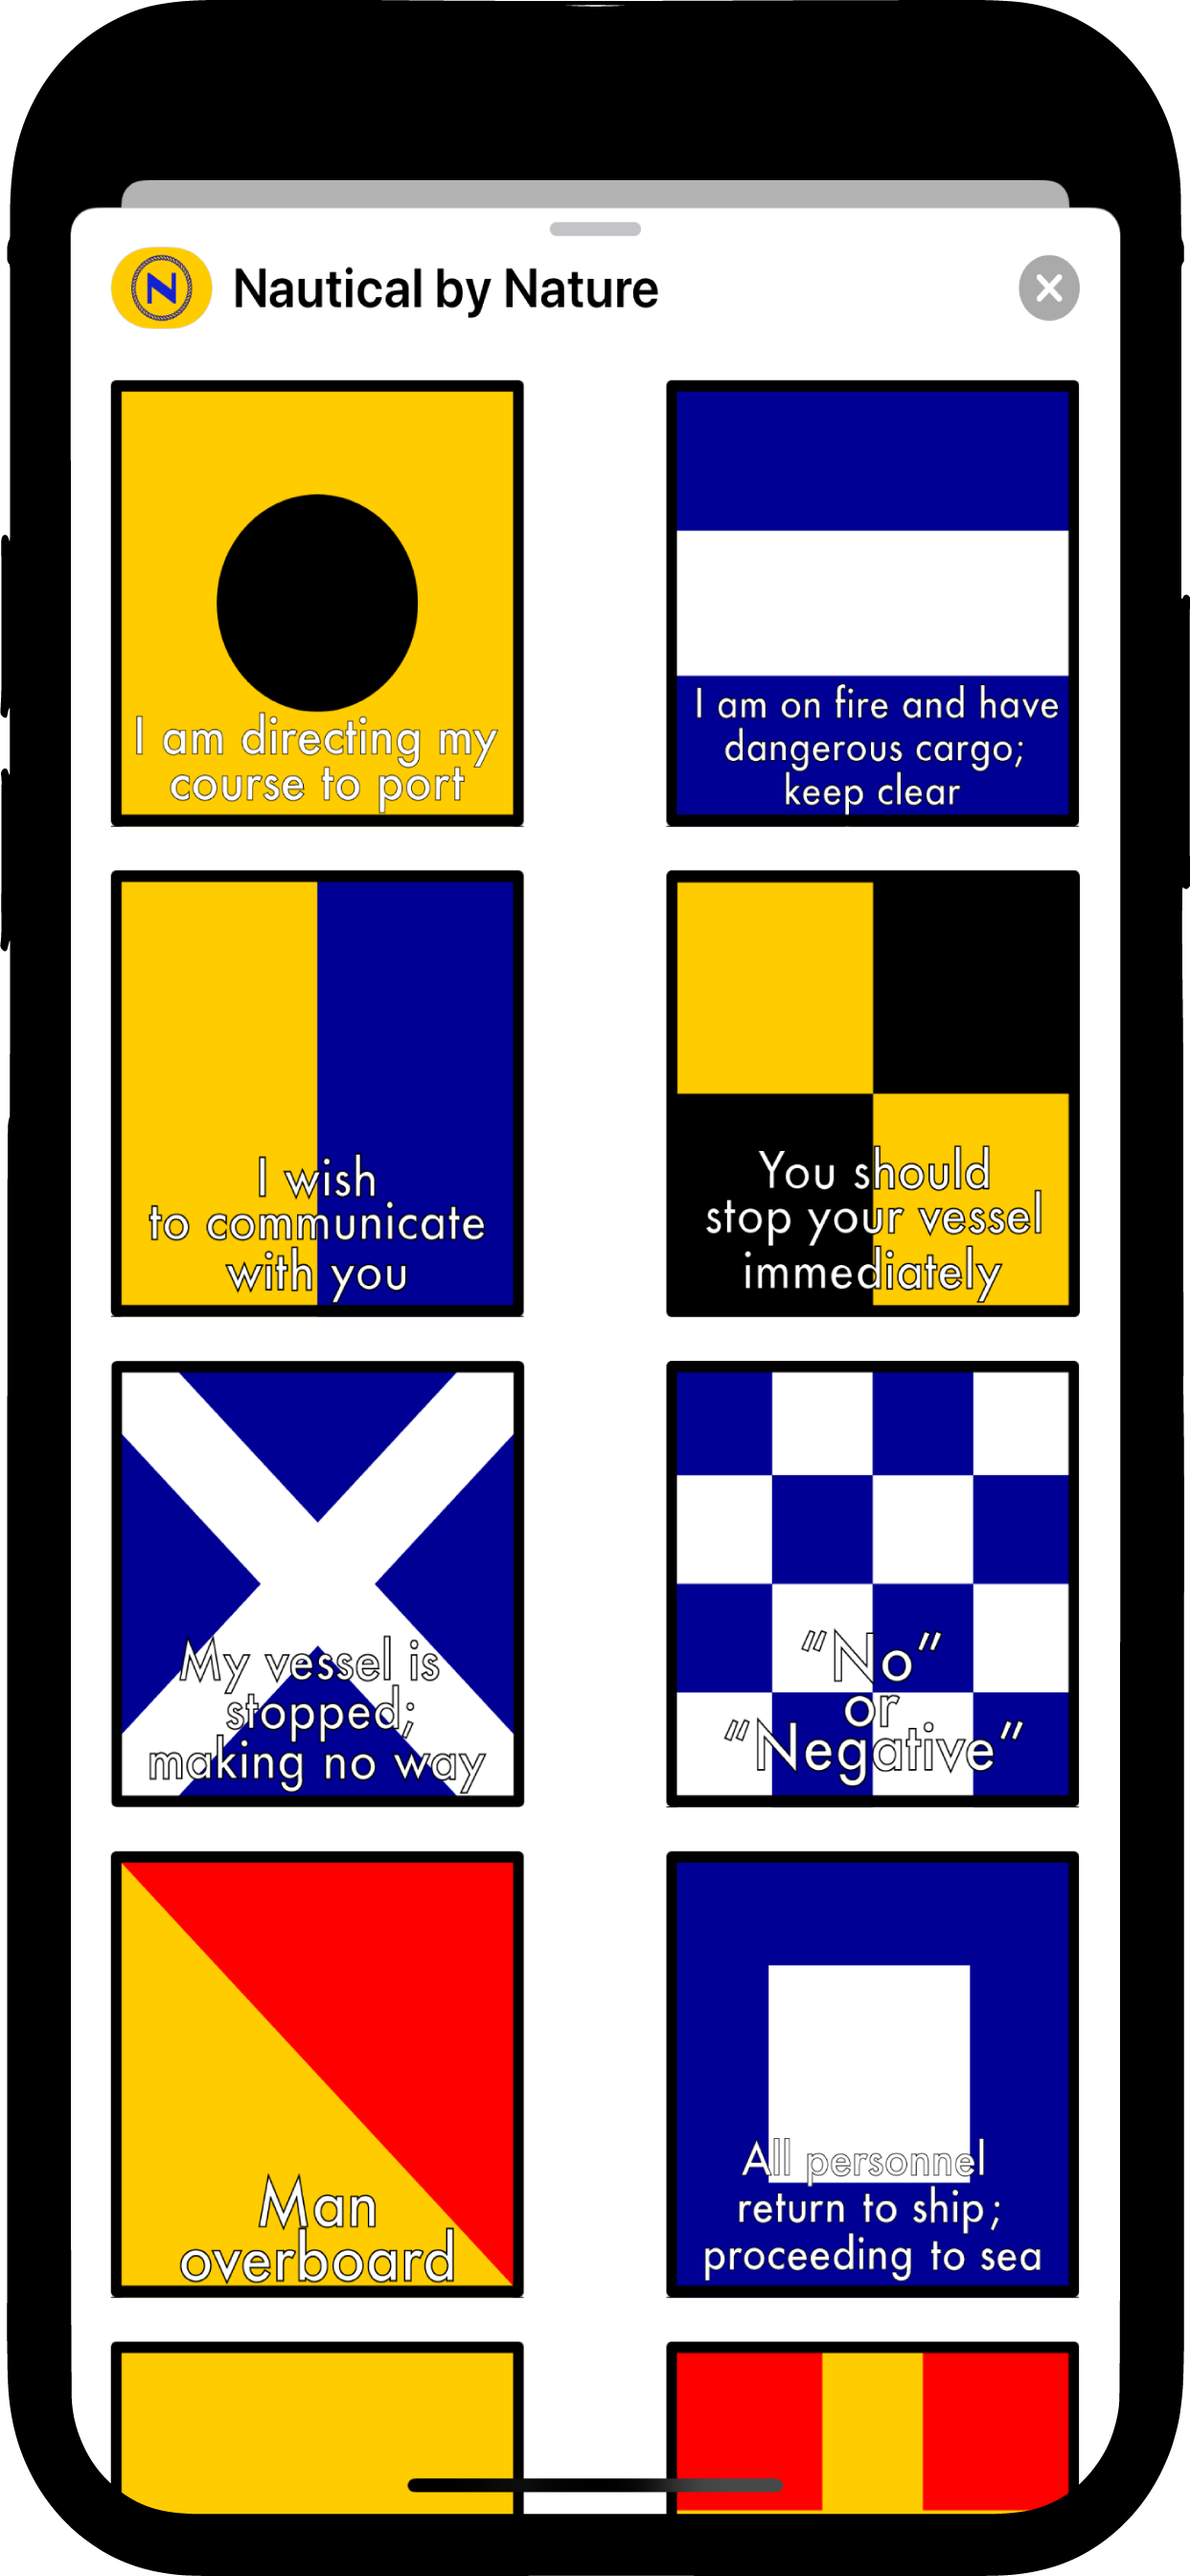 N
Nautical by Nature
I am directing my
course to port
I am on fire and have
dangerous cargo;
keep clear
I wish
to communicate
with you
You should
stop your vessel
immediately
My vessel is
stopped;
making no way
“No”
or
“Negative”
Man
overboard
All personnel
return to ship;
proceeding to sea